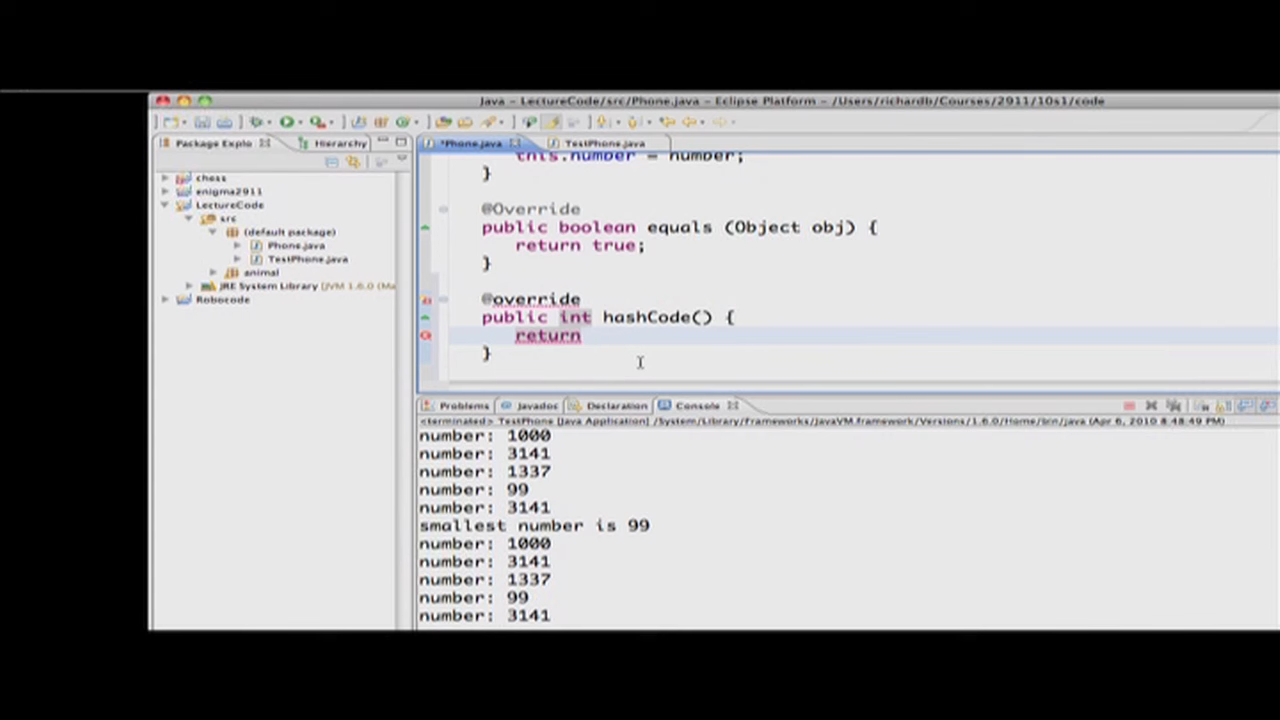 Java - LectureCode/src/Phone.java - Eclipse Platform - /Users/richardb/Courses/2911/10s1/code
Package Explo
Hierarchy
*Phone.java
TestPhone.java
chess
enigma2911
LectureCode
src
(default package)
Phone.java
TestPhone.java
animal
JRE System Library [JVM 1.6.0 (Ma
Robocode
this.number = number;
}
@Override
public boolean equals (Object obj) {
return true;
}
@override
public int hashCode() {
return
}
Problems
Javadoc
Declaration
Console
<terminated> TestPhone [Java Application] /System/Library/Frameworks/JavaVM.framework/Versions/1.6.0/Home/bin/java (Apr 6, 2010 8:48:49 PM)
number: 1000
number: 3141
number: 1337
number: 99
number: 3141
smallest number is 99
number: 1000
number: 3141
number: 1337
number: 99
number: 3141